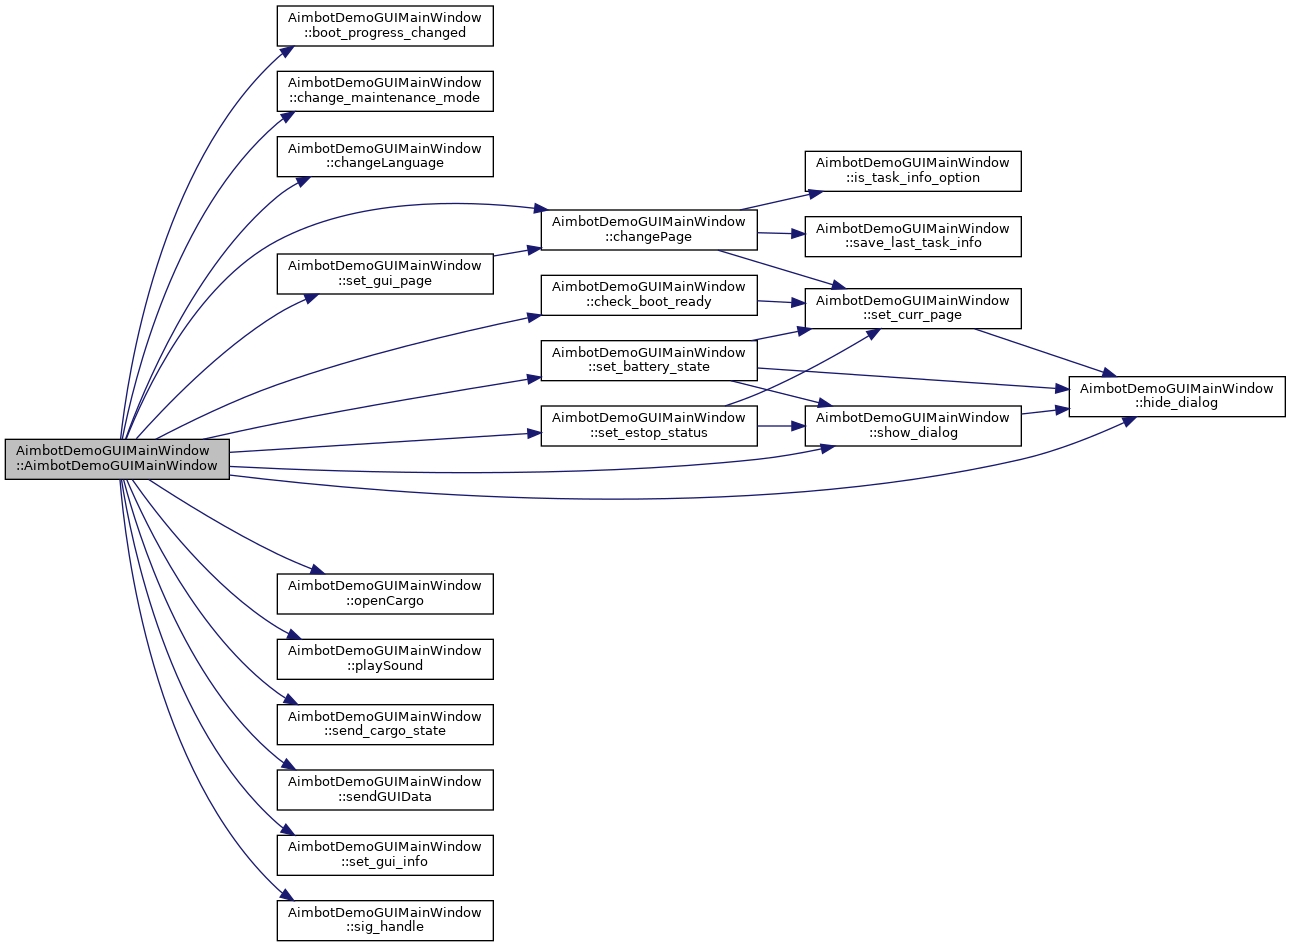 AimbotDemoGUIMainWindow
::AimbotDemoGUIMainWindow
AimbotDemoGUIMainWindow
::boot_progress_changed
AimbotDemoGUIMainWindow
::change_maintenance_mode
AimbotDemoGUIMainWindow
::changeLanguage
AimbotDemoGUIMainWindow
::set_gui_page
AimbotDemoGUIMainWindow
::openCargo
AimbotDemoGUIMainWindow
::playSound
AimbotDemoGUIMainWindow
::send_cargo_state
AimbotDemoGUIMainWindow
::sendGUIData
AimbotDemoGUIMainWindow
::set_gui_info
AimbotDemoGUIMainWindow
::sig_handle
AimbotDemoGUIMainWindow
::changePage
AimbotDemoGUIMainWindow
::check_boot_ready
AimbotDemoGUIMainWindow
::set_battery_state
AimbotDemoGUIMainWindow
::set_estop_status
AimbotDemoGUIMainWindow
::is_task_info_option
AimbotDemoGUIMainWindow
::save_last_task_info
AimbotDemoGUIMainWindow
::set_curr_page
AimbotDemoGUIMainWindow
::show_dialog
AimbotDemoGUIMainWindow
::hide_dialog